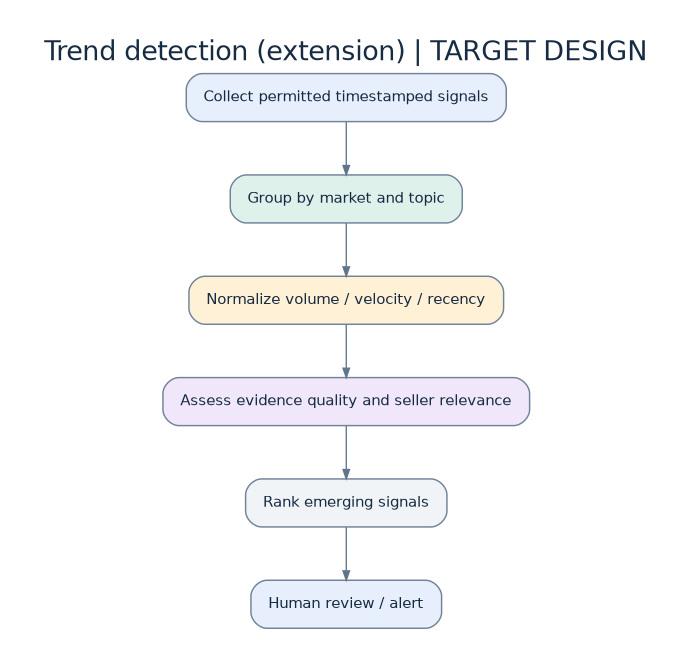 Trend detection (extension) | TARGET DESIGN
Collect permitted timestamped signals
Group by market and topic
Normalize volume / velocity / recency
Assess evidence quality and seller relevance
Rank emerging signals
Human review / alert